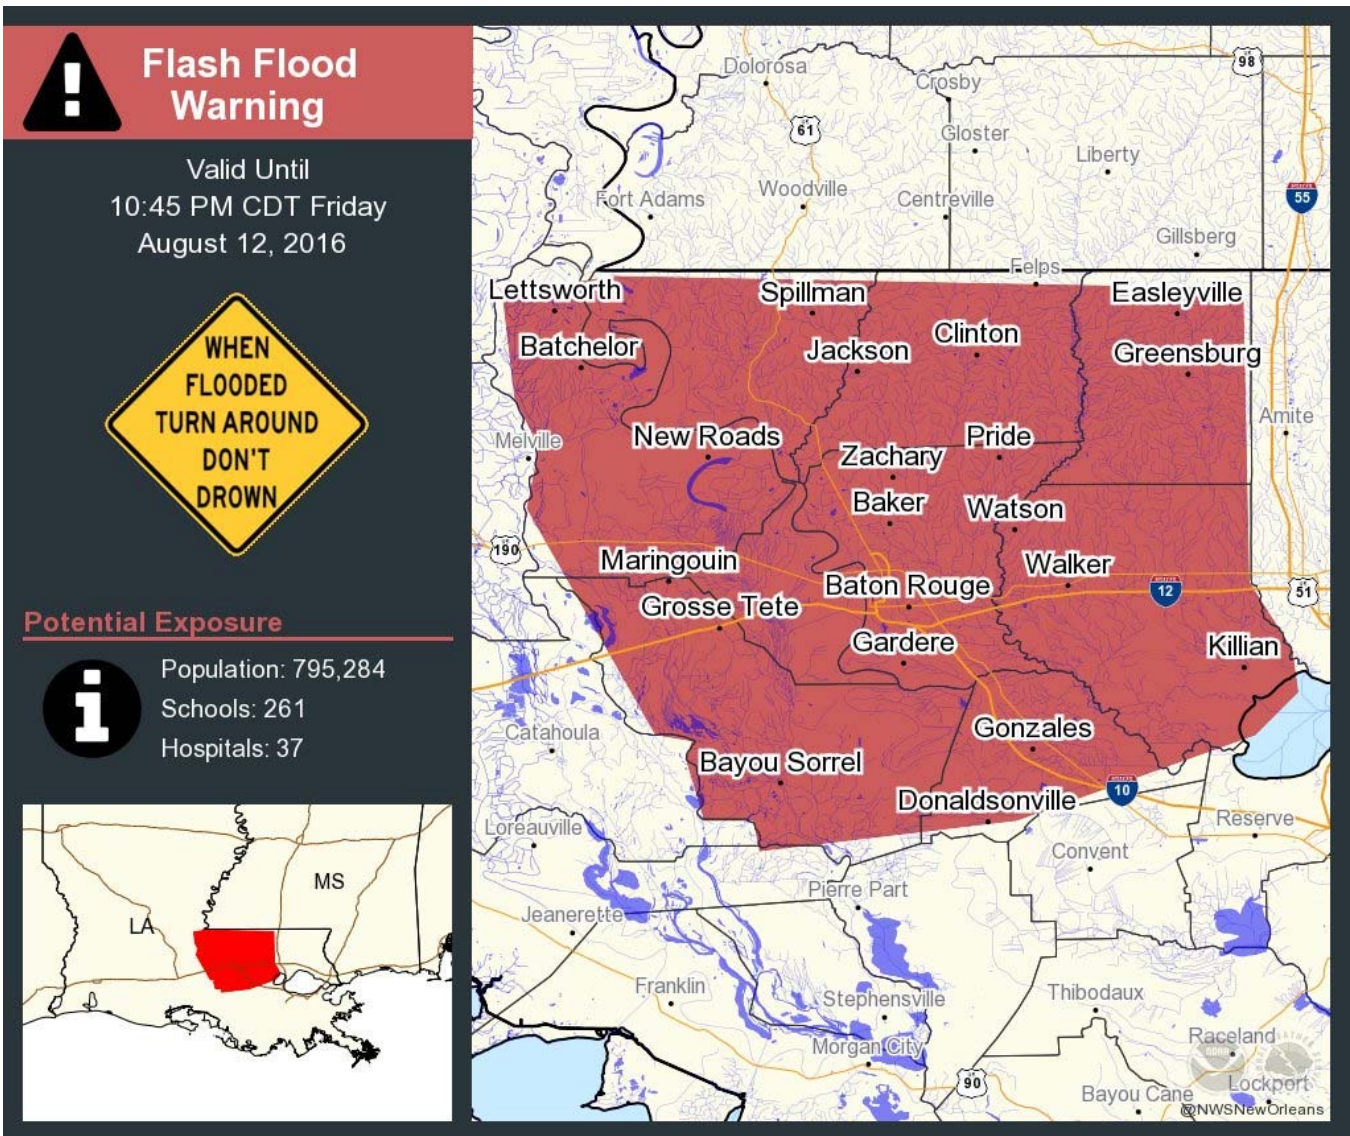 Flash Flood
Warning
Valid Until
10:45 PM CDT Friday
August 12, 2016
WHEN
FLOODED
TURN AROUND
DON'T
DROWN
Potential Exposure
Population: 795,284
Schools: 261
Hospitals: 37
LA
MS
Dolorosa
Crosby
98
61
Gloster
Liberty
Fort Adams
Woodville
Centreville
55
Gillsberg
Felps
Lettsworth
Spillman
Easleyville
Batchelor
Jackson
Clinton
Greensburg
Melville
New Roads
Zachary
Pride
Amite
Baker
Watson
190
Maringouin
Baton Rouge
Walker
12
51
Grosse Tete
Gardere
Killian
Catahoula
Bayou Sorrel
Gonzales
Donaldsonville
10
Loreauville
Reserve
Convent
Jeanerette
Pierre Part
Franklin
Stephensville
Thibodaux
Morgan City
Raceland
90
Bayou Cane
Lockport
@NWSNewOrleans